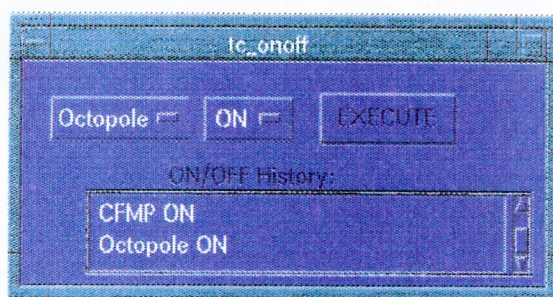 tc_onoff
Octopole ON EXECUTE
ON/OFF History:
CFMP ON
Octopole ON